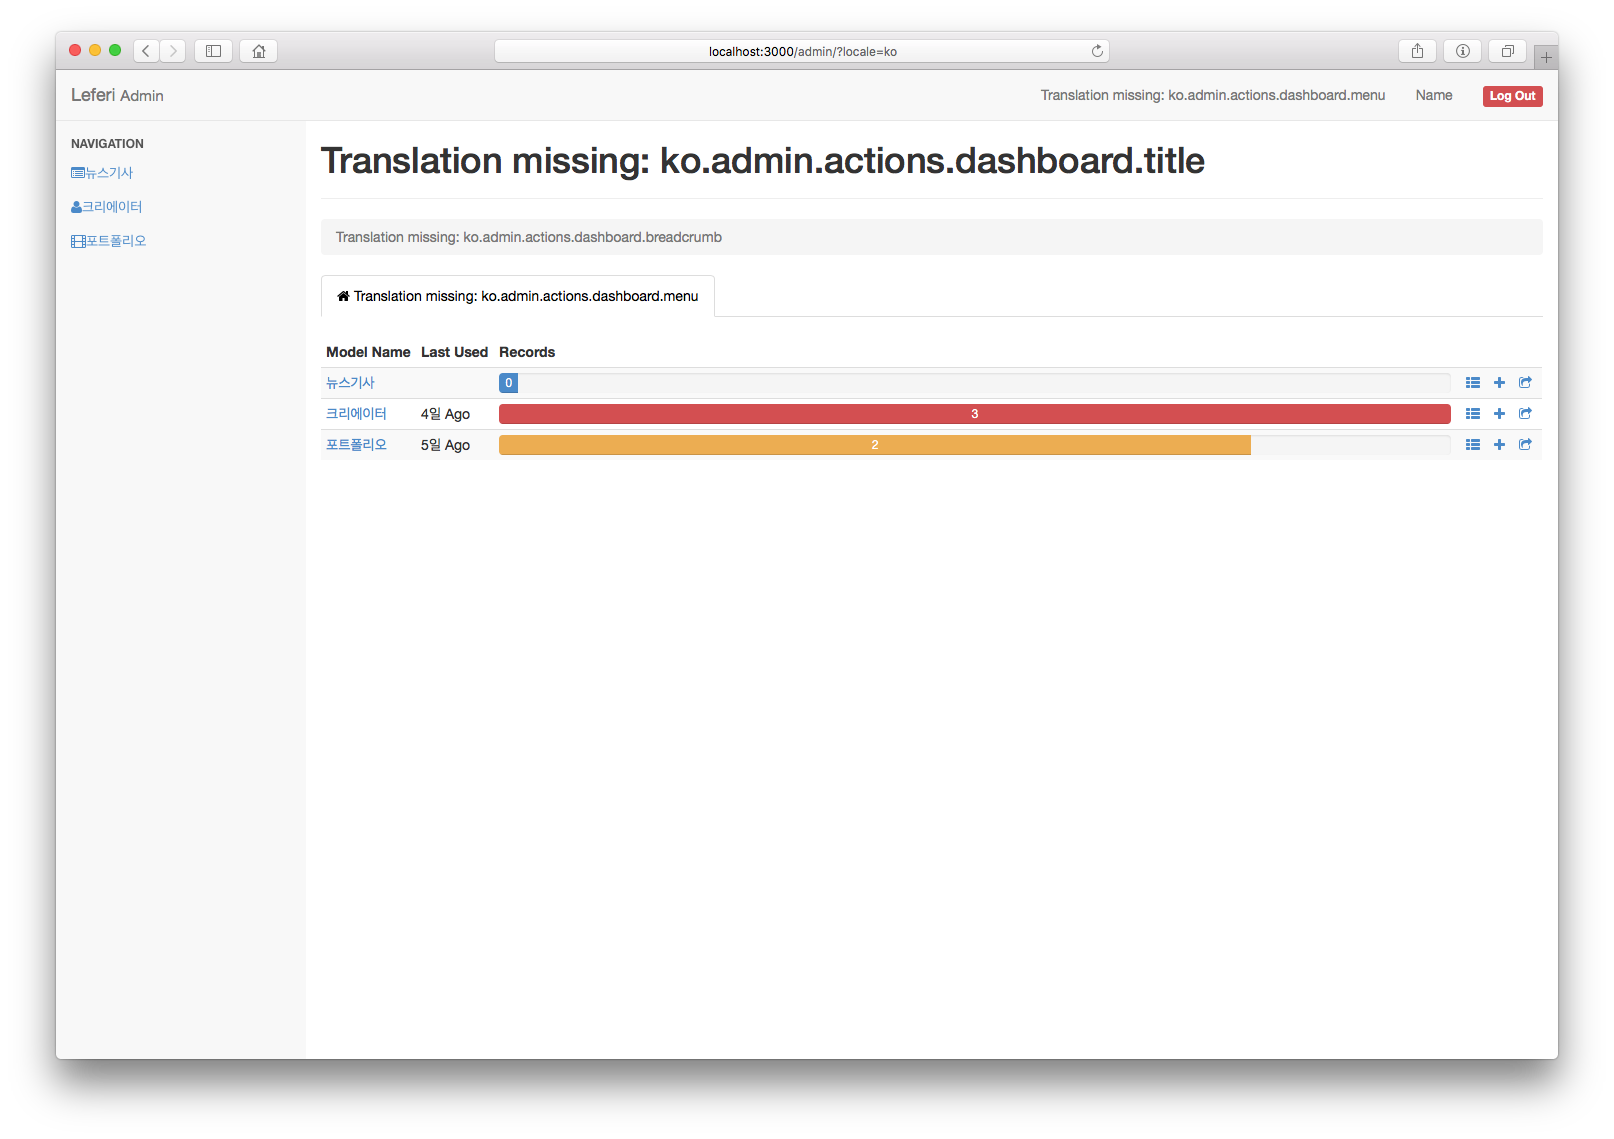 localhost:3000/admin/?locale=ko
Leferi Admin
Translation missing: ko.admin.actions.dashboard.menu
Name
Log Out
NAVIGATION
뉴스기사
크리에이터
포트폴리오
Translation missing: ko.admin.actions.dashboard.title
Translation missing: ko.admin.actions.dashboard.breadcrumb
Translation missing: ko.admin.actions.dashboard.menu
Model Name Last Used Records
뉴스기사 0
크리에이터 4일 Ago 3
포트폴리오 5일 Ago 2